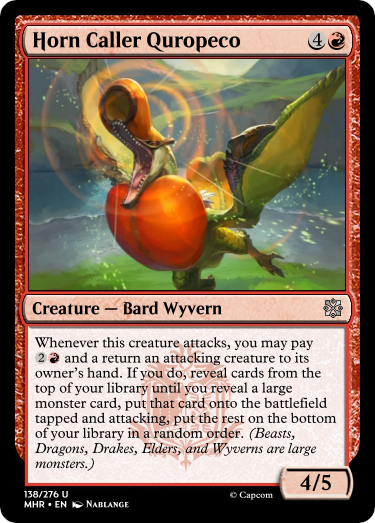 Horn Caller Quropeco 4
Creature — Bard Wyvern
Whenever this creature attacks, you may pay
2 and a return an attacking creature to its
owner's hand. If you do, reveal cards from the
top of your library until you reveal a large
monster card, put that card onto the battlefield
tapped and attacking, put the rest on the bottom
of your library in a random order. (Beasts,
Dragons, Drakes, Elders, and Wyverns are large
monsters.)
4/5
138/276 U
MHR • EN Nablange © Capcom